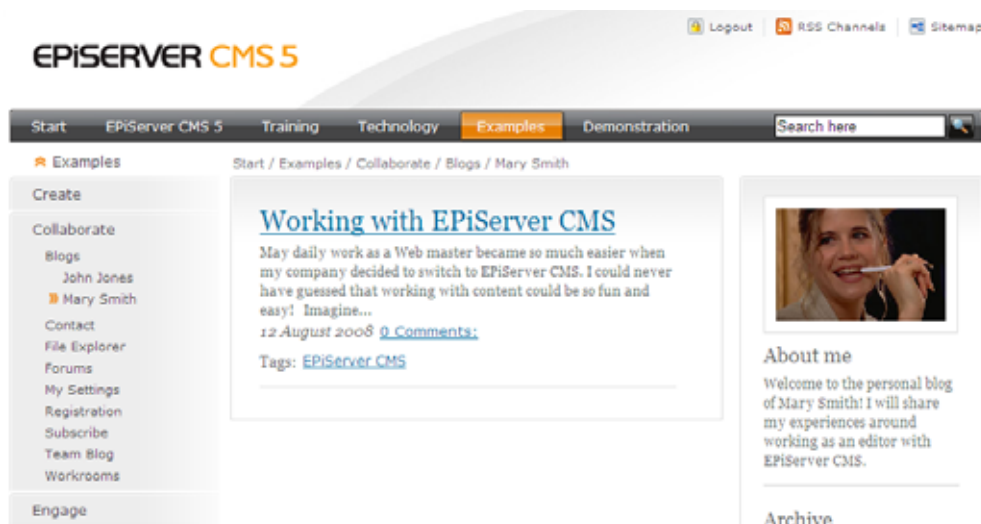 Logout RSS Channels Sitemap
EPiSERVER CMS 5
Start EPiServer CMS 5 Training Technology Examples Demonstration Search here
Examples
Start / Examples / Collaborate / Blogs / Mary Smith
Create
Collaborate
Blogs
John Jones
Mary Smith
Contact
File Explorer
Forums
My Settings
Registration
Subscribe
Team Blog
Workrooms
Engage
Working with EPiServer CMS
May daily work as a Web master became so much easier when
my company decided to switch to EPiServer CMS. I could never
have guessed that working with content could be so fun and
easy! Imagine...
12 August 2008 0 Comments:
Tags: EPiServer CMS
About me
Welcome to the personal blog
of Mary Smith! I will share
my experiences around
working as an editor with
EPiServer CMS.
Archive